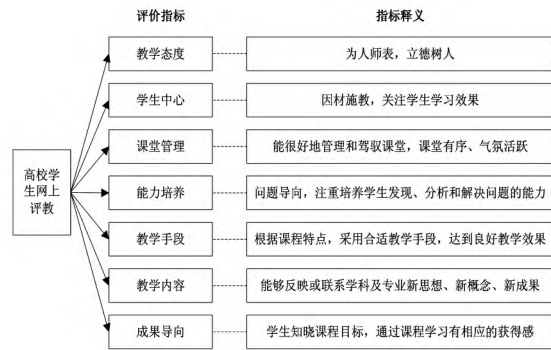 评价指标
指标释义
高校学
生网上
评教
教学态度
为人师表，立德树人
学生中心
因材施教，关注学生学习效果
课堂管理
能很好地管理和驾驭课堂，课堂有序、气氛活跃
能力培养
问题导向，注重培养学生发现、分析和解决问题的能力
教学手段
根据课程特点，采用合适教学手段，达到良好教学效果
教学内容
能够反映或联系学科及专业新思想、新概念、新成果
成果导向
学生知晓课程目标，通过课程学习有相应的获得感